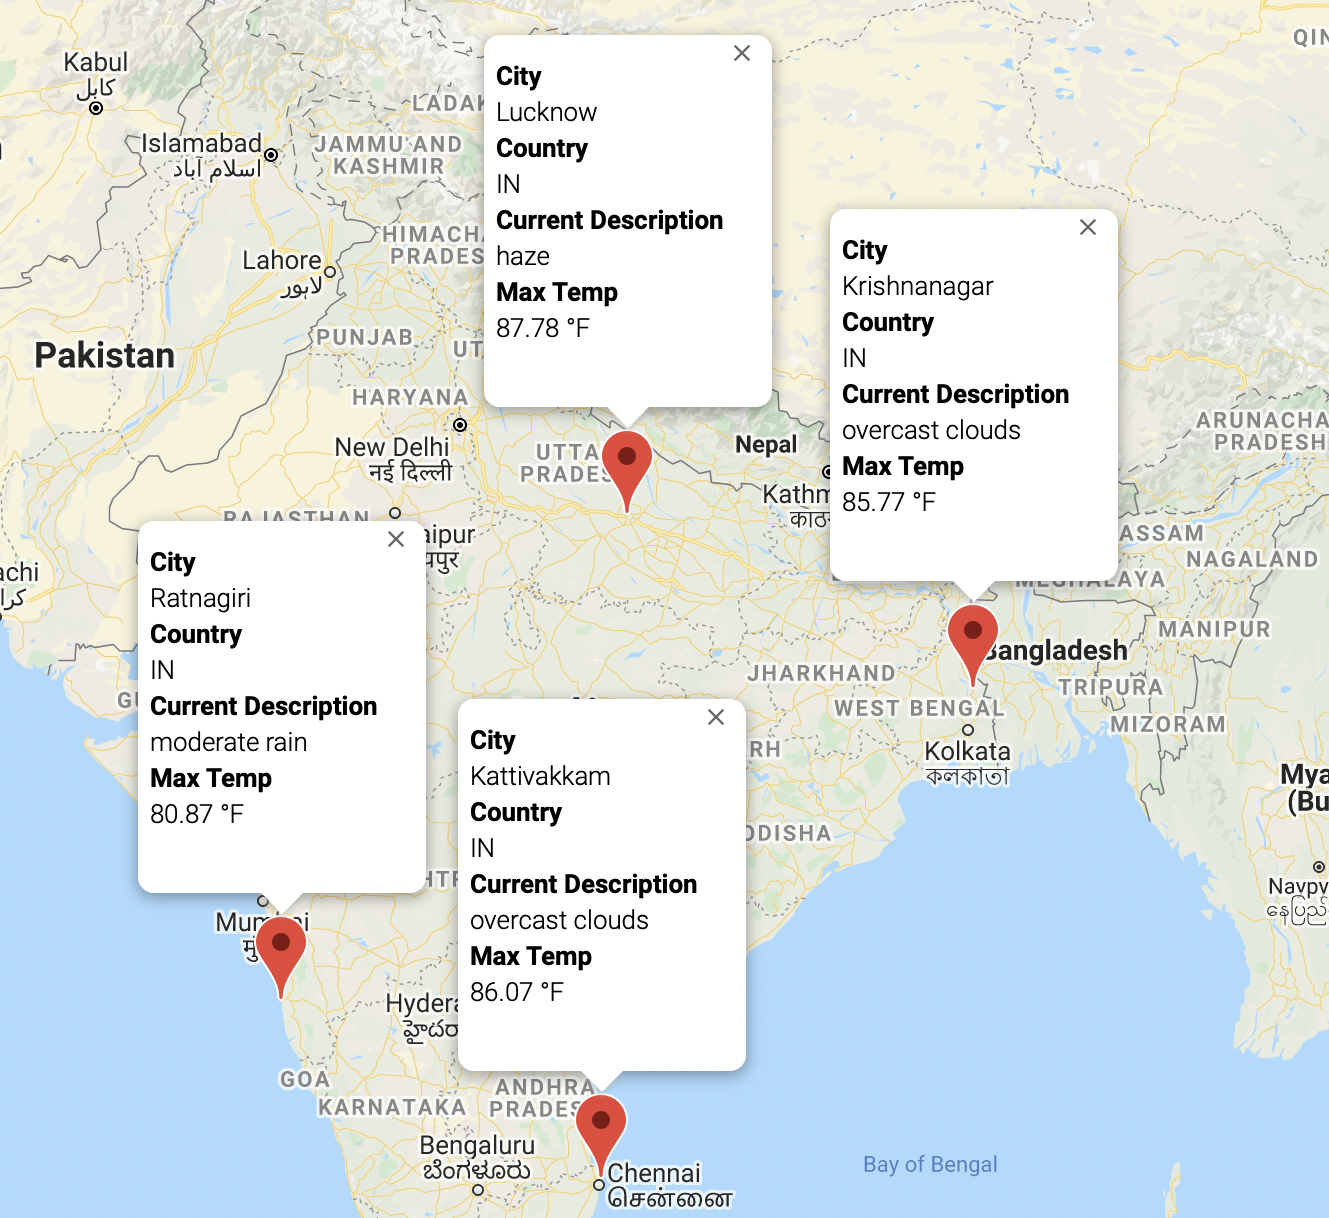 QIN
Kabul
کابل
LADAK
Islamabad
اسلام آباد
JAMMU AND
KASHMIR
HIMACHA
PRADES
Lahore
لاہور
PUNJAB
Pakistan
UT
HARYANA
New Delhi
नई दिल्ली
City
Lucknow
Country
IN
Current Description
haze
Max Temp
87.78 °F
UTTA
PRADES
Nepal
Kathm
काठ
City
Krishnanagar
Country
IN
Current Description
overcast clouds
Max Temp
85.77 °F
ARUNACHA
PRADESH
ASSAM
NAGALAND
MEGHALAYA
MANIPUR
Bangladesh
TRIPURA
MIZORAM
RAJASTHAN
aipur
यपुर
achi
کرا
City
Ratnagiri
Country
IN
Current Description
moderate rain
Max Temp
80.87 °F
GU
JHARKHAND
WEST BENGAL
Kolkata
কলকাতা
RH
ODISHA
HTR
City
Kattivakkam
Country
IN
Current Description
overcast clouds
Max Temp
86.07 °F
Mya
(Bu
Naypy
နေပြည်
Mumbai
मुं
Hydera
హైదరా
GOA
KARNATAKA
ANDHRA
PRADES
Bengaluru
ಬೆಂಗಳೂರು
Chennai
சென்னை
Bay of Bengal